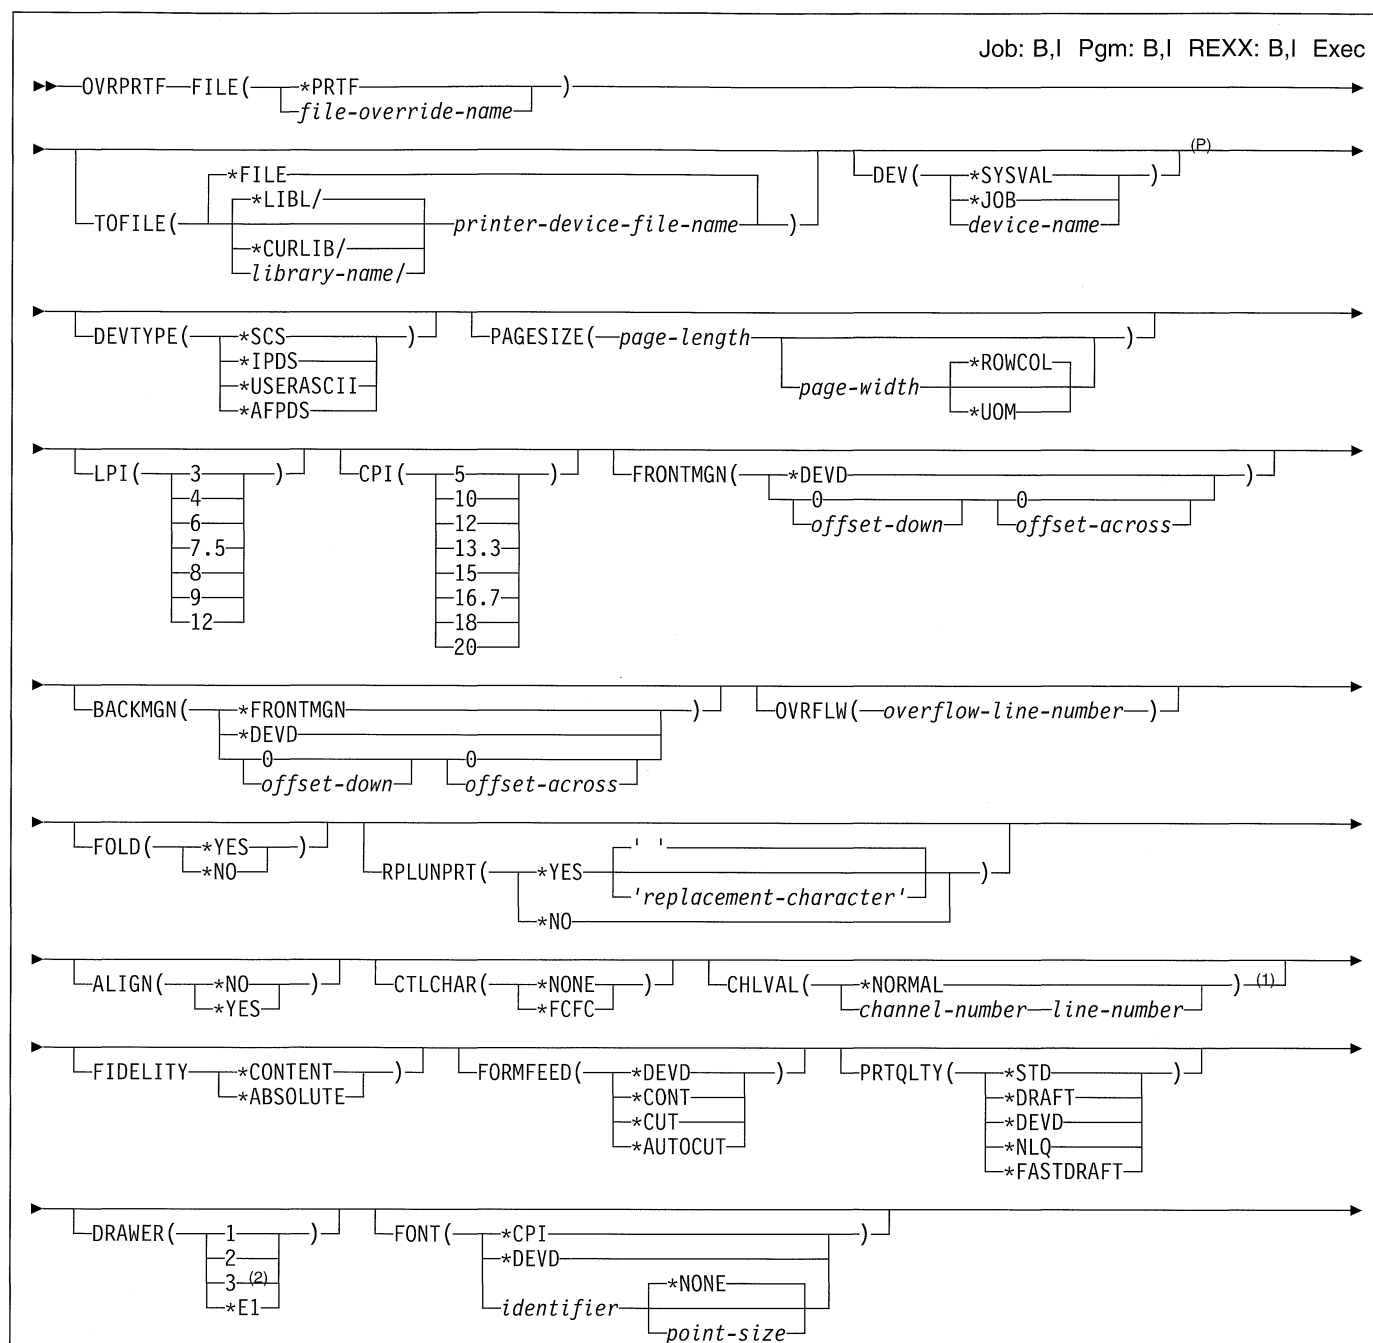 Job: B,I Pgm: B,I REXX: B,I Exec
OVRPRTF FILE( *PRTF )
file-override-name
(P)
*FILE DEV( *SYSVAL )
*LIBL/ *JOB
TOFILE( printer-device-file-name ) device-name
*CURLIB/
library-name/
DEVTYPE( *SCS ) PAGESIZE( page-length )
*IPDS *ROWCOL
*USERASCII page-width
*AFPDS *UOM
LPI( 3 ) CPI( 5 ) FRONTMGN( *DEVD )
4 10 0 0
6 12 offset-down offset-across
7.5 13.3
8 15
9 16.7
12 18
20
BACKMGN( *FRONTMGN ) OVRFLW( overflow-line-number )
*DEVD
0 0
offset-down offset-across
FOLD( *YES ) ' '
*NO RPLUNPRT( *YES )
'replacement-character'
*NO
ALIGN( *NO ) CTLCHAR( *NONE ) CHLVAL( *NORMAL ) (1)
*YES *FCFC channel-number line-number
FIDELITY *CONTENT ) FORMFEED( *DEVD ) PRTQLTY( *STD )
*ABSOLUTE *CONT *DRAFT
*CUT *DEVD
*AUTOCUT *NLQ
*FASTDRAFT
DRAWER( 1 ) FONT( *CPI )
2 *DEVD
3 (2) *NONE
*E1 identifier
point-size